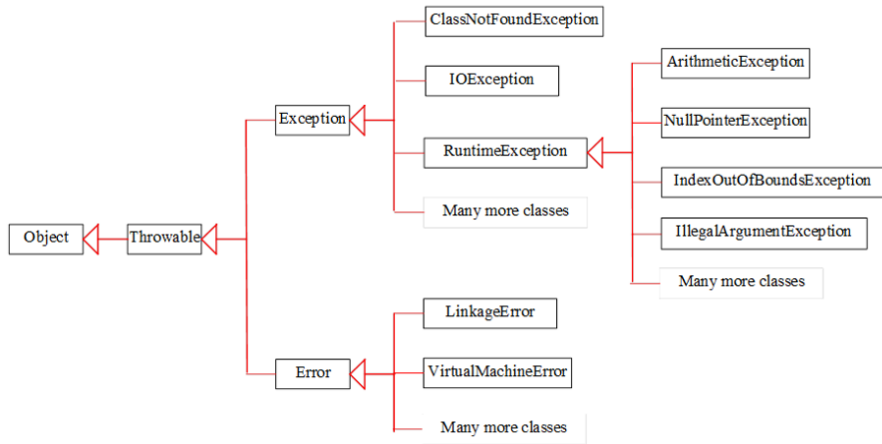 ClassNotFoundException
ArithmeticException
IOException
Exception
NullPointerException
RuntimeException
IndexOutOfBoundsException
Many more classes
Object
Throwable
IllegalArgumentException
Many more classes
LinkageError
Error
VirtualMachineError
Many more classes